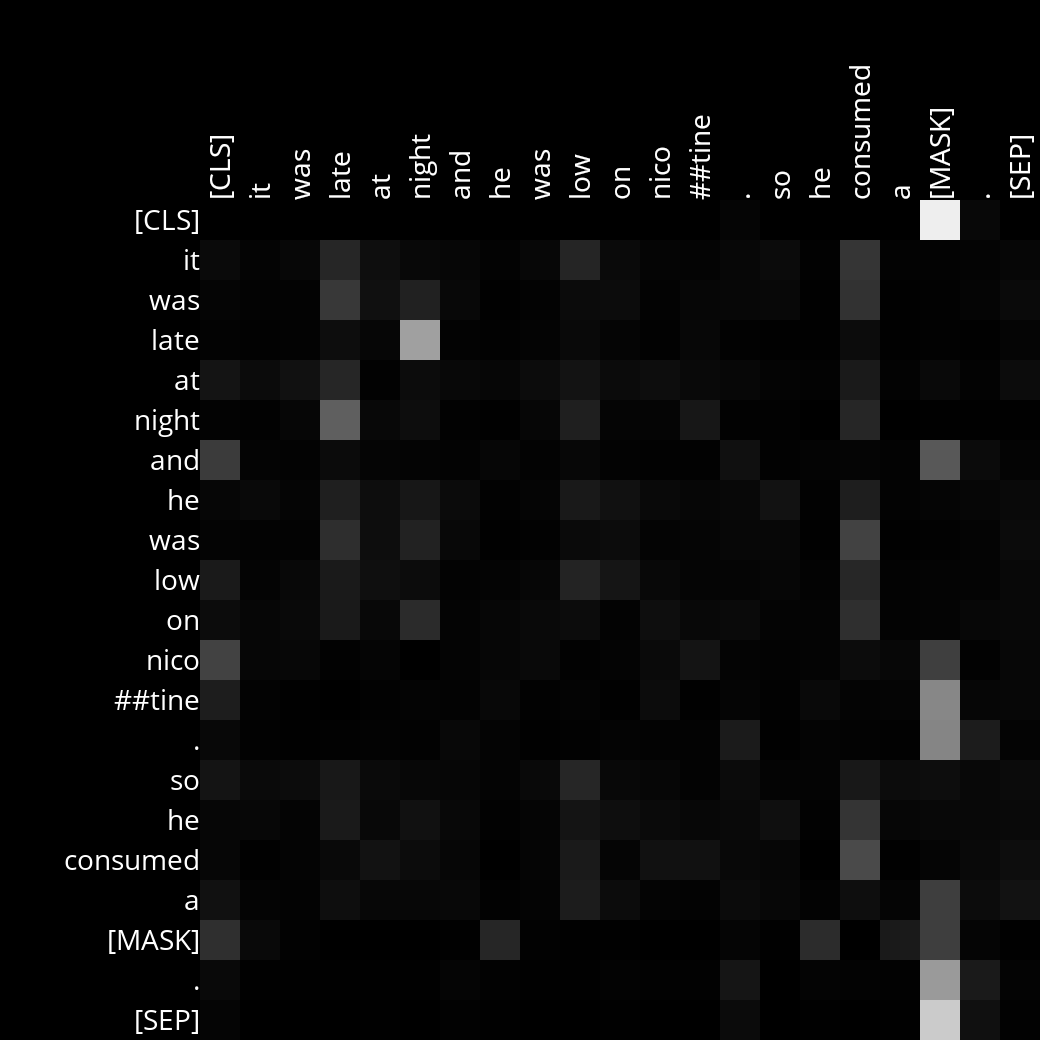 [CLS] it was late at night and he was low on nico ##tine . so he consumed a [MASK] . [SEP]
[CLS]
it
was
late
at
night
and
he
was
low
on
nico
##tine
.
so
he
consumed
a
[MASK]
.
[SEP]